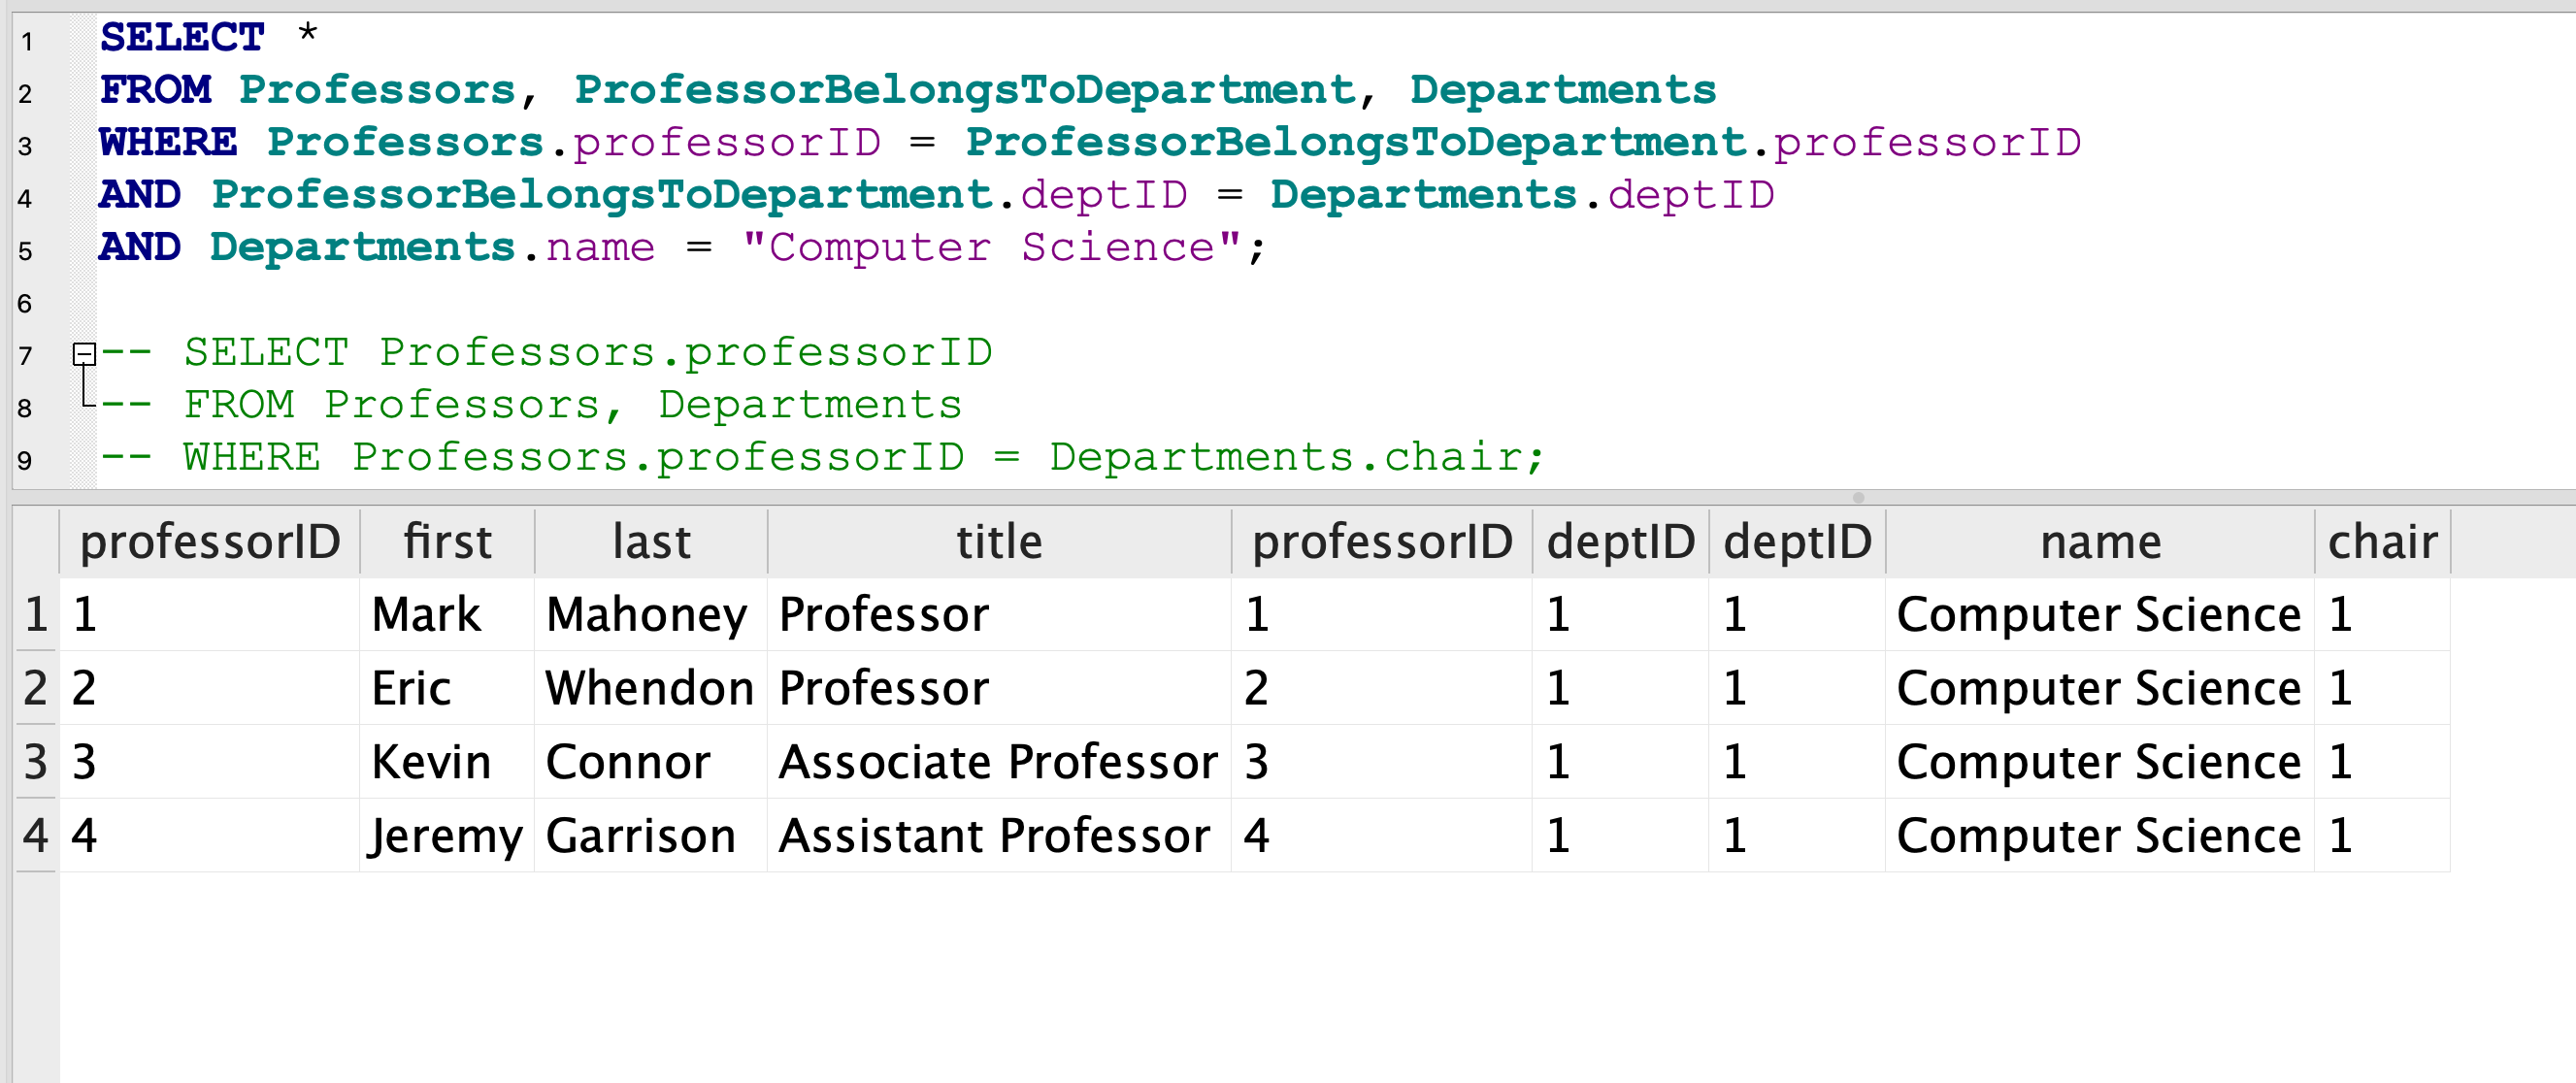 1 SELECT *
2 FROM Professors, ProfessorBelongsToDepartment, Departments
3 WHERE Professors.professorID = ProfessorBelongsToDepartment.professorID
4 AND ProfessorBelongsToDepartment.deptID = Departments.deptID
5 AND Departments.name = "Computer Science";
6
7 -- SELECT Professors.professorID
8 -- FROM Professors, Departments
9 -- WHERE Professors.professorID = Departments.chair;
professorID first last title professorID deptID deptID name chair
1 1 Mark Mahoney Professor 1 1 1 Computer Science 1
2 2 Eric Whendon Professor 2 1 1 Computer Science 1
3 3 Kevin Connor Associate Professor 3 1 1 Computer Science 1
4 4 Jeremy Garrison Assistant Professor 4 1 1 Computer Science 1